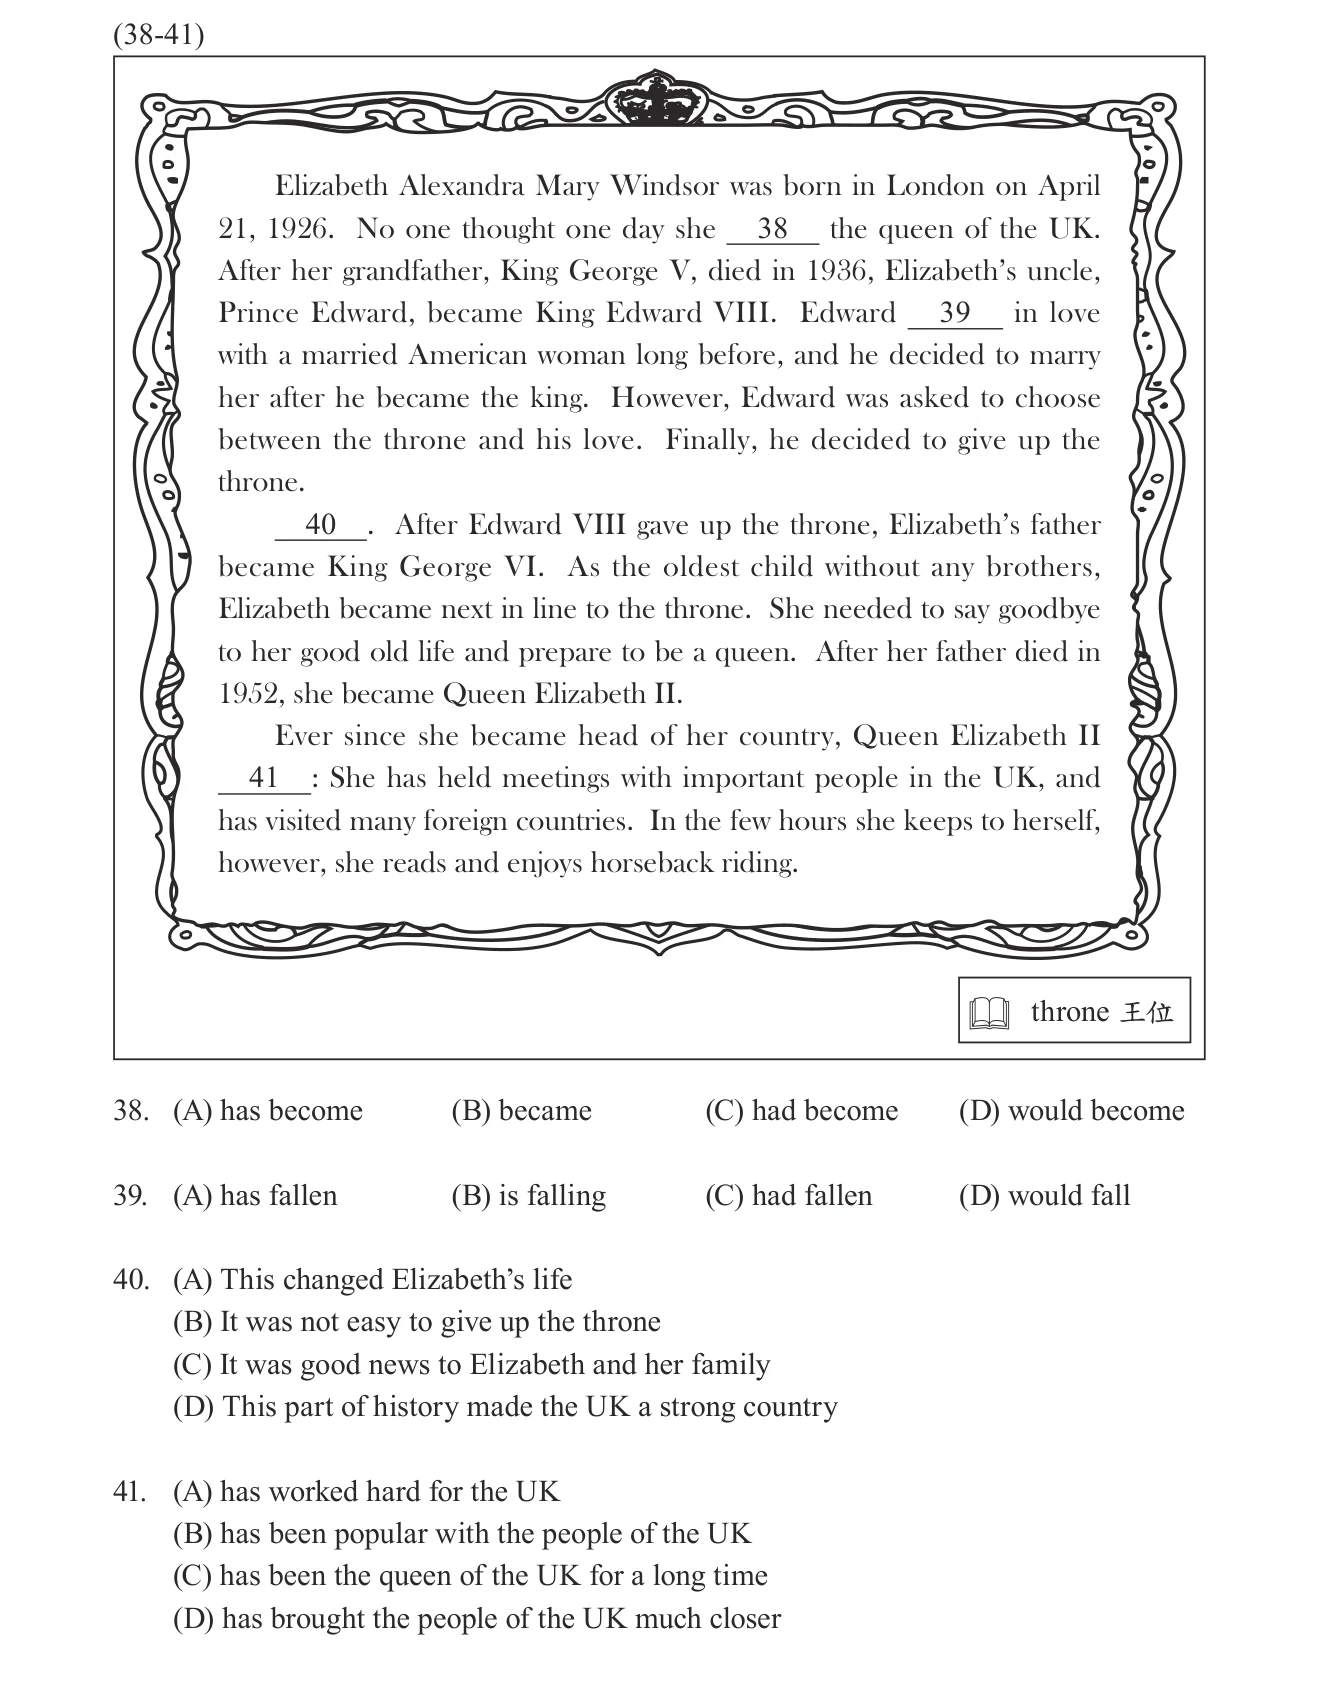 (38-41)
Elizabeth Alexandra Mary Windsor was born in London on April
21, 1926. No one thought one day she 38 the queen of the UK.
After her grandfather, King George V, died in 1936, Elizabeth’s uncle,
Prince Edward, became King Edward VIII. Edward 39 in love
with a married American woman long before, and he decided to marry
her after he became the king. However, Edward was asked to choose
between the throne and his love. Finally, he decided to give up the
throne.
40 . After Edward VIII gave up the throne, Elizabeth’s father
became King George VI. As the oldest child without any brothers,
Elizabeth became next in line to the throne. She needed to say goodbye
to her good old life and prepare to be a queen. After her father died in
1952, she became Queen Elizabeth II.
Ever since she became head of her country, Queen Elizabeth II
41 : She has held meetings with important people in the UK, and
has visited many foreign countries. In the few hours she keeps to herself,
however, she reads and enjoys horseback riding.
throne 王位
38. (A) has become (B) became (C) had become (D) would become
39. (A) has fallen (B) is falling (C) had fallen (D) would fall
40. (A) This changed Elizabeth’s life
(B) It was not easy to give up the throne
(C) It was good news to Elizabeth and her family
(D) This part of history made the UK a strong country
41. (A) has worked hard for the UK
(B) has been popular with the people of the UK
(C) has been the queen of the UK for a long time
(D) has brought the people of the UK much closer